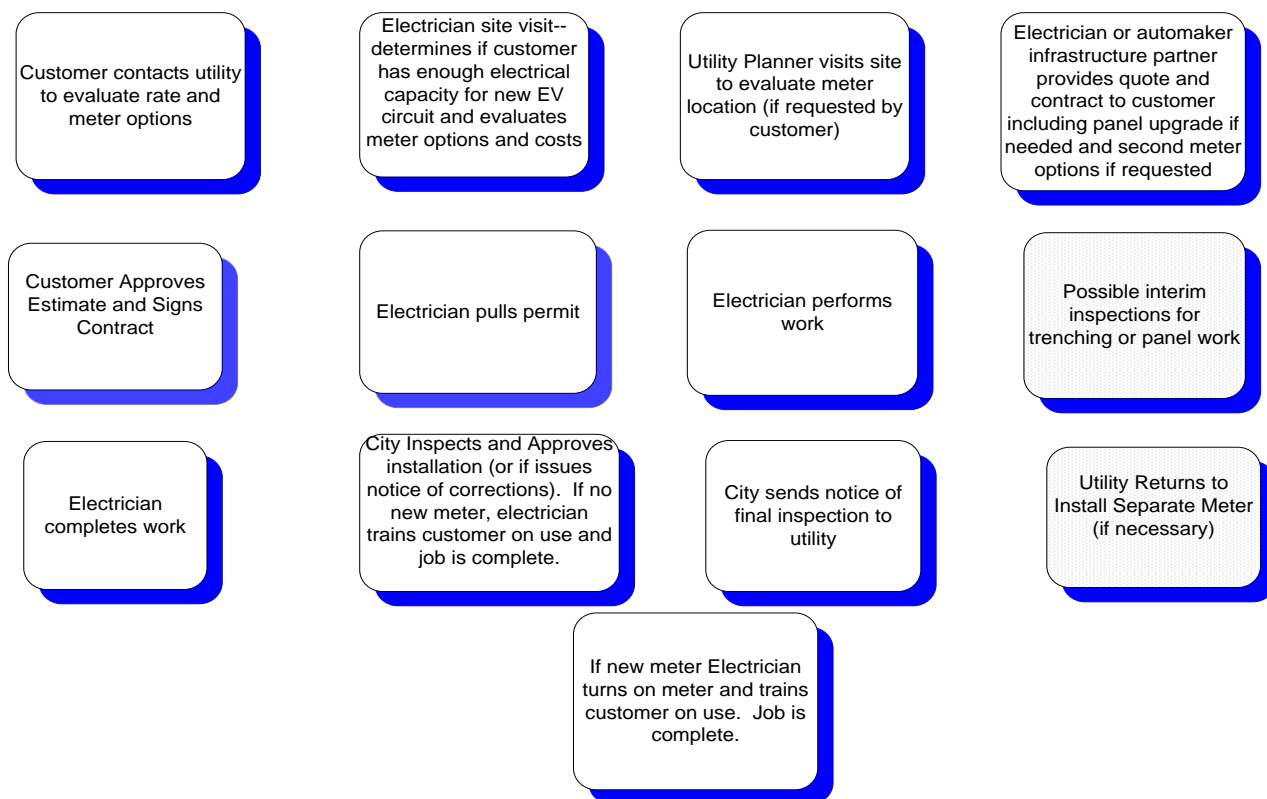 Customer contacts utility
to evaluate rate and
meter options
Electrician site visit--
determines if customer
has enough electrical
capacity for new EV
circuit and evaluates
meter options and costs
Utility Planner visits site
to evaluate meter
location (if requested by
customer)
Electrician or automaker
infrastructure partner
provides quote and
contract to customer
including panel upgrade if
needed and second meter
options if requested
Customer Approves
Estimate and Signs
Contract
Electrician pulls permit
Electrician performs
work
Possible interim
inspections for
trenching or panel work
Electrician
completes work
City Inspects and Approves
installation (or if issues
notice of corrections).  If no
new meter, electrician
trains customer on use and
job is complete.
City sends notice of
final inspection to
utility
Utility Returns to
Install Separate Meter
(if necessary)
If new meter Electrician
turns on meter and trains
customer on use.  Job is
complete.